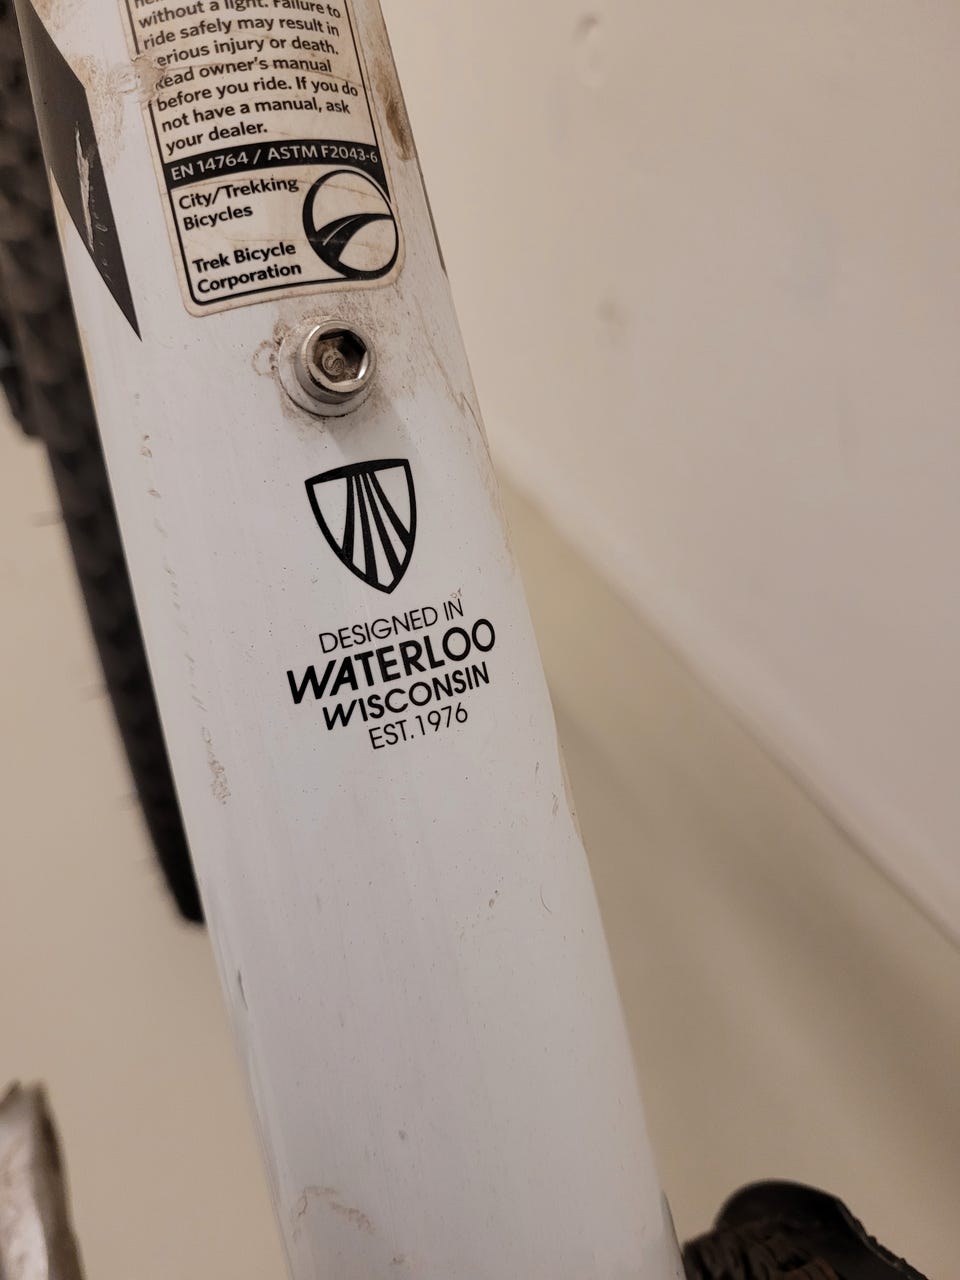 without a light. Failure to
ride safely may result in
erious injury or death.
Read owner's manual
before you ride. If you do
not have a manual, ask
your dealer.
EN 14764 / ASTM F2043-6
City/Trekking
Bicycles
Trek Bicycle
Corporation
DESIGNED IN
WATERLOO
WISCONSIN
EST.1976